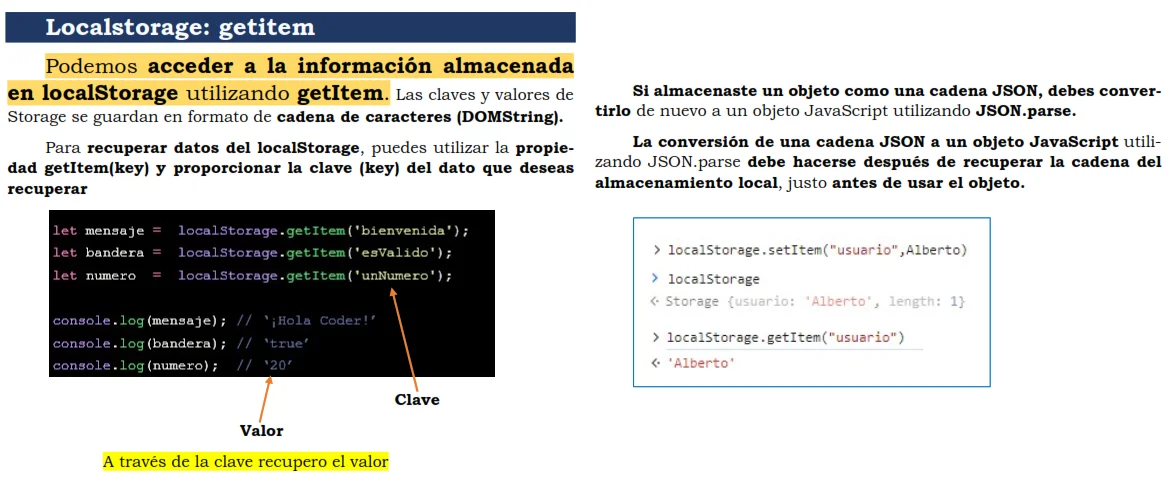 Localstorage: getitem
Podemos acceder a la información almacenada
en localStorage utilizando getItem. Las claves y valores de
Storage se guardan en formato de cadena de caracteres (DOMString).
Para recuperar datos del localStorage, puedes utilizar la propie-
dad getItem(key) y proporcionar la clave (key) del dato que deseas
recuperar
let mensaje = localStorage.getItem('bienvenida');
let bandera = localStorage.getItem('esValido');
let numero = localStorage.getItem('unNumero');
console.log(mensaje); // ‘¡Hola Coder!’
console.log(bandera); // ‘true’
console.log(numero); // ‘20’
Clave
Valor
A través de la clave recupero el valor
Si almacenaste un objeto como una cadena JSON, debes conver-
tirlo de nuevo a un objeto JavaScript utilizando JSON.parse.
La conversión de una cadena JSON a un objeto JavaScript utili-
zando JSON.parse debe hacerse después de recuperar la cadena del
almacenamiento local, justo antes de usar el objeto.
> localStorage.setItem("usuario",Alberto)
> localStorage
<· Storage {usuario: 'Alberto', length: 1}
> localStorage.getItem("usuario")
<· 'Alberto'